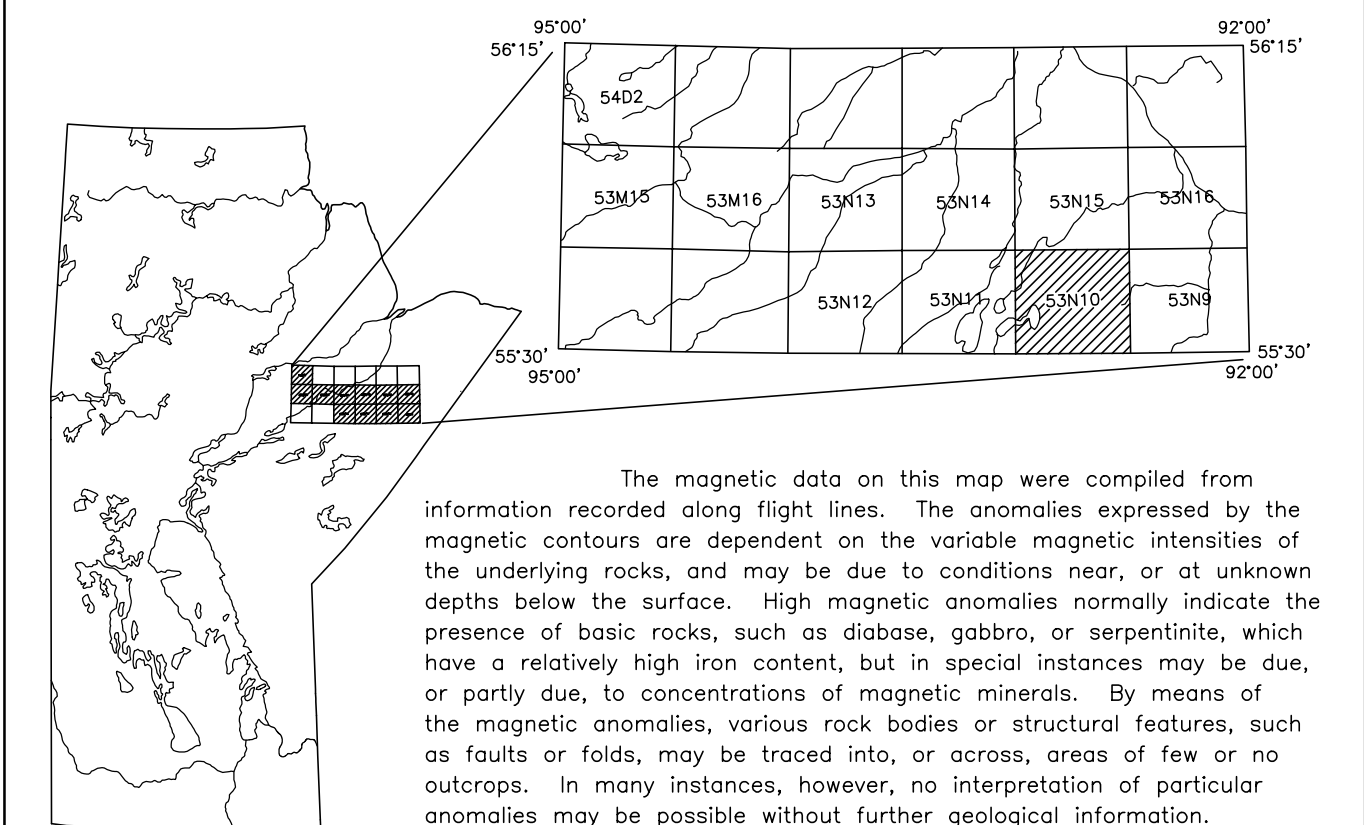 95°00'
92°00'
56°15'
56°15'
54D2
53M15
53M16
53N13
53N14
53N15
53N16
53N12
53N11
53N10
53N9
55°30'
55°30'
95°00'
92°00'
The magnetic data on this map were compiled from
information recorded along flight lines. The anomalies expressed by the
magnetic contours are dependent on the variable magnetic intensities of
the underlying rocks, and may be due to conditions near, or at unknown
depths below the surface. High magnetic anomalies normally indicate the
presence of basic rocks, such as diabase, gabbro, or serpentinite, which
have a relatively high iron content, but in special instances may be due,
or partly due, to concentrations of magnetic minerals. By means of
the magnetic anomalies, various rock bodies or structural features, such
as faults or folds, may be traced into, or across, areas of few or no
outcrops. In many instances, however, no interpretation of particular
anomalies may be possible without further geological information.